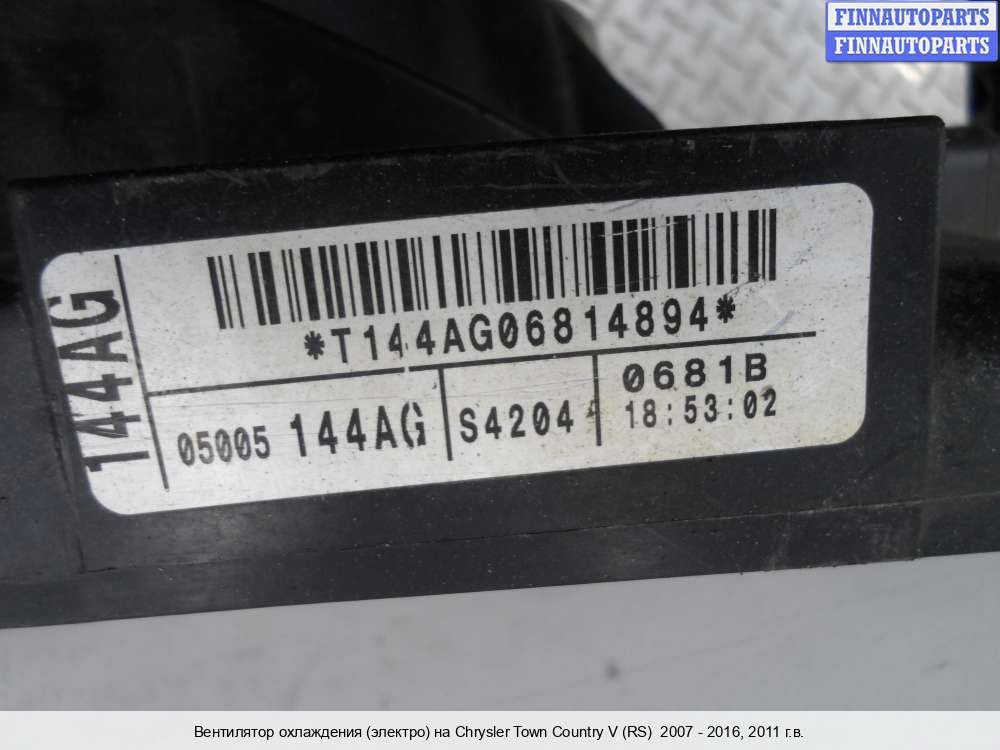 FINNAUTOPARTS
FINNAUTOPARTS
144AG
*T144AG06814894*
05005 144AG S4204 0681B
18:53:02
Вентилятор охлаждения (электро) на Chrysler Town Country V (RS) 2007 - 2016, 2011 г.в.